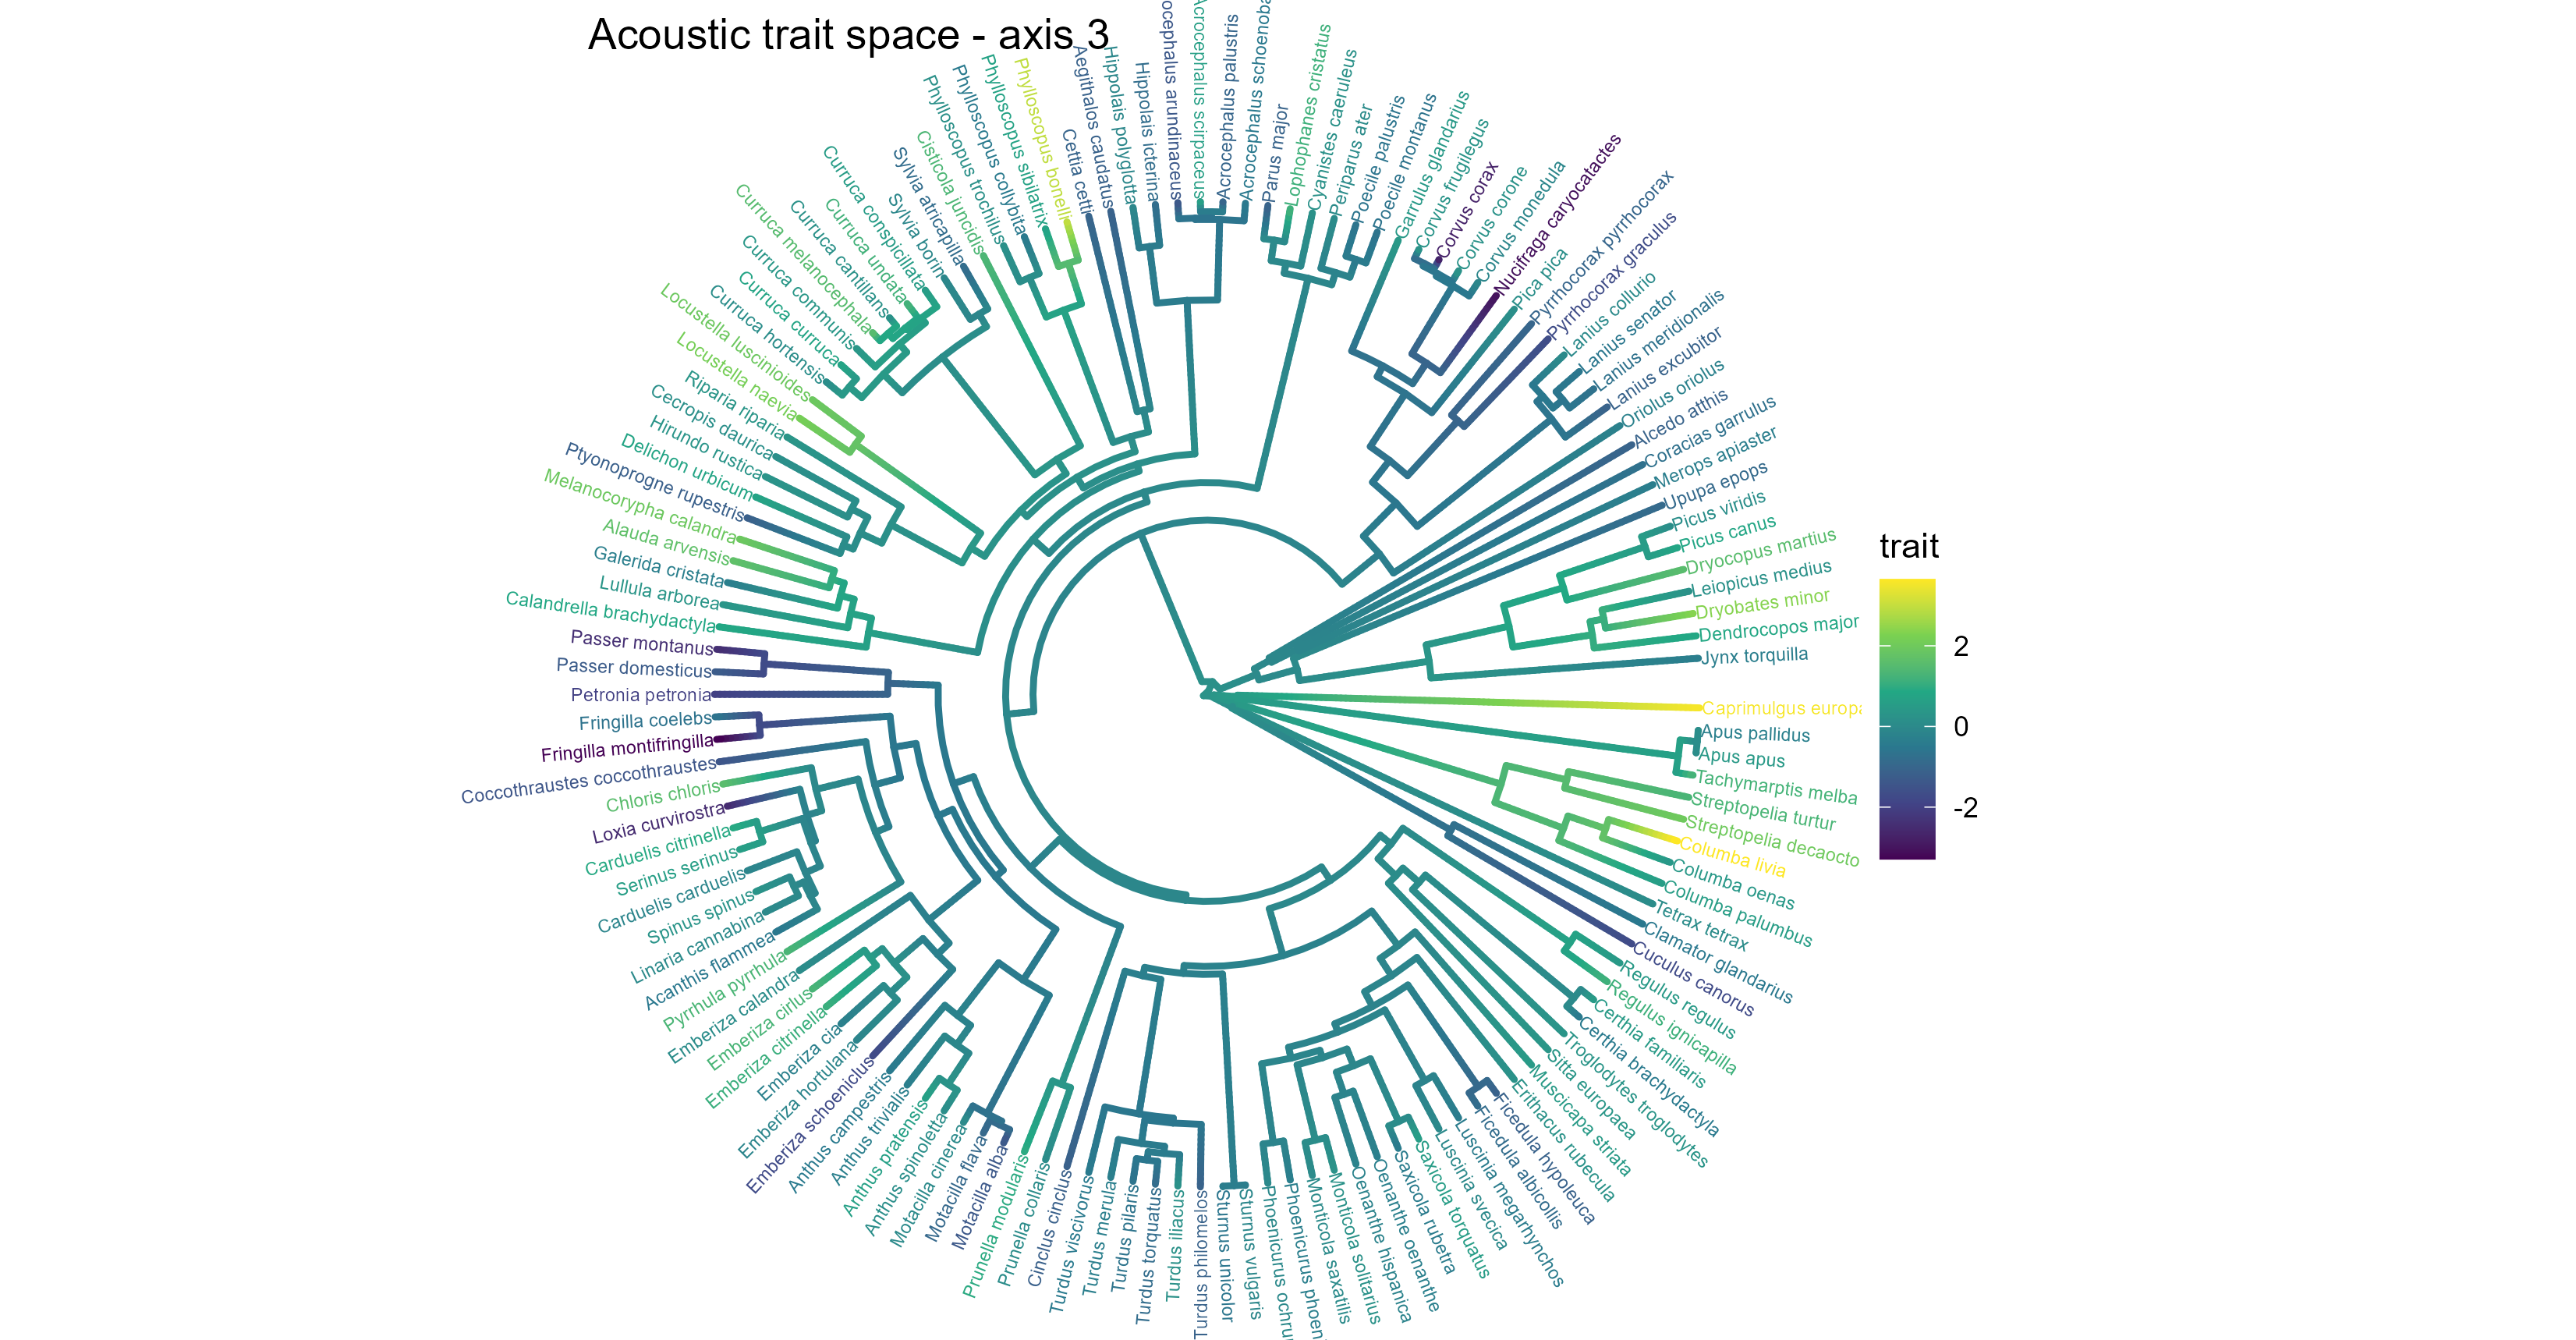 Acoustic trait space - axis 3
ocephalus arundinaceus
Acrocephalus scirpaceus
Acrocephalus palustris
Acrocephalus schoenoba
Parus major
Lophophanes cristatus
Cyanistes caeruleus
Periparus ater
Poecile palustris
Poecile montanus
Garrulus glandarius
Corvus frugilegus
Corvus corax
Corvus corone
Corvus monedula
Nucifraga caryocatactes
Pica pica
Pyrrhocorax pyrrhocorax
Pyrrhocorax graculus
Lanius collurio
Lanius senator
Lanius meridionalis
Lanius excubitor
Oriolus oriolus
Alcedo atthis
Coracias garrulus
Merops apiaster
Upupa epops
Picus viridis
Picus canus
Dryocopus martius
Leiopicus medius
Dryobates minor
Dendrocopos major
Jynx torquilla
Caprimulgus europa
Apus pallidus
Apus apus
Tachymarptis melba
Streptopelia turtur
Streptopelia decaocto
Columba livia
Columba oenas
Columba palumbus
Tetrax tetrax
Clamator glandarius
Cuculus canorus
Regulus regulus
Regulus ignicapilla
Certhia familiaris
Certhia brachydactyla
Troglodytes troglodytes
Sitta europaea
Muscicapa striata
Erithacus rubecula
Ficedula hypoleuca
Ficedula albicollis
Luscinia megarhynchos
Luscinia svecica
Saxicola torquatus
Saxicola rubetra
Oenanthe oenanthe
Oenanthe hispanica
Monticola solitarius
Monticola saxatilis
Phoenicurus phoen
Phoenicurus ochru
Sturnus vulgaris
Sturnus unicolor
Turdus philomelos
Turdus iliacus
Turdus torquatus
Turdus pilaris
Turdus merula
Turdus viscivorus
Cinclus cinclus
Prunella collaris
Prunella modularis
Motacilla alba
Motacilla flava
Motacilla cinerea
Anthus spinoletta
Anthus pratensis
Anthus trivialis
Anthus campestris
Emberiza schoeniclus
Emberiza hortulana
Emberiza cia
Emberiza citrinella
Emberiza cirlus
Emberiza calandra
Pyrrhula pyrrhula
Acanthis flammea
Linaria cannabina
Spinus spinus
Carduelis carduelis
Serinus serinus
Carduelis citrinella
Loxia curvirostra
Chloris chloris
Coccothraustes coccothraustes
Fringilla montifringilla
Fringilla coelebs
Petronia petronia
Passer domesticus
Passer montanus
Calandrella brachydactyla
Lullula arborea
Galerida cristata
Alauda arvensis
Melanocorypha calandra
Ptyonoprogne rupestris
Delichon urbicum
Hirundo rustica
Cecropis daurica
Riparia riparia
Locustella naevia
Locustella luscinioides
Curruca hortensis
Curruca curruca
Curruca communis
Curruca melanocephala
Curruca cantillans
Curruca undata
Curruca conspicillata
Sylvia borin
Sylvia atricapilla
Cisticola juncidis
Phylloscopus trochilus
Phylloscopus collybita
Phylloscopus sibilatrix
Phylloscopus bonelli
Cettia cetti
Aegithalos caudatus
Hippolais polyglotta
Hippolais icterina
trait
2
0
-2